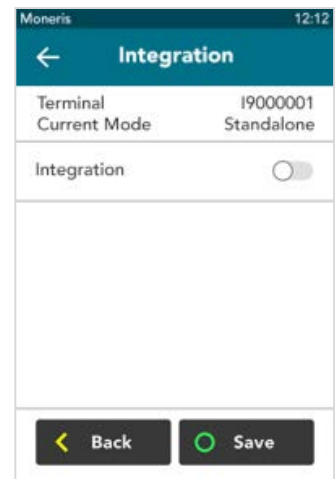 Moneris 12:12
Integration
Terminal I9000001
Current Mode Standalone
Integration
Back Save